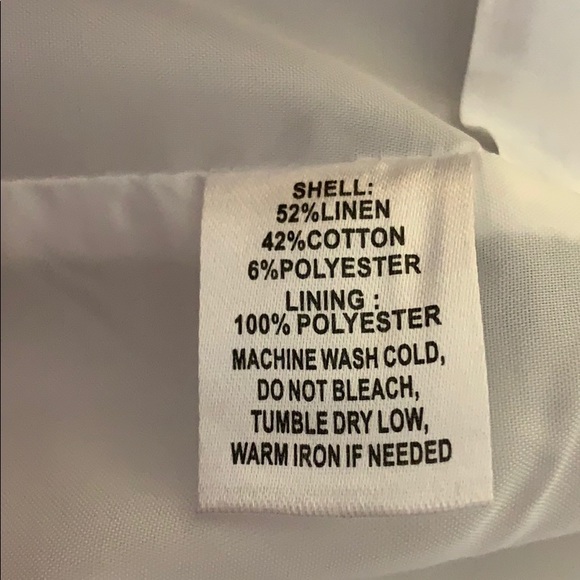 SHELL:
52%LINEN
42%COTTON
6%POLYESTER
LINING :
100% POLYESTER
MACHINE WASH COLD,
DO NOT BLEACH,
TUMBLE DRY LOW,
WARM IRON IF NEEDED